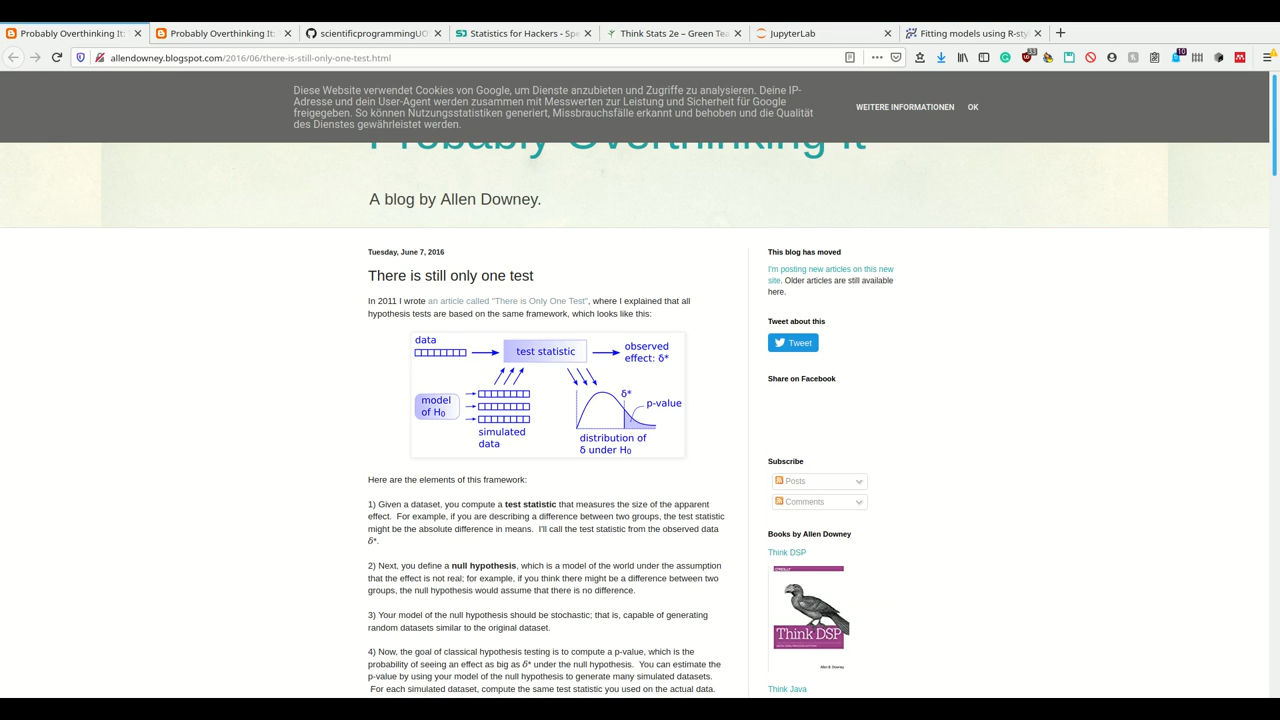 Probably Overthinking It:
Probably Overthinking It:
scientificprogrammingUO
Statistics for Hackers - Spe
Think Stats 2e – Green Tea
JupyterLab
Fitting models using R-sty
allendowney.blogspot.com/2016/06/there-is-still-only-one-test.html
Diese Website verwendet Cookies von Google, um Dienste anzubieten und Zugriffe zu analysieren. Deine IP-
Adresse und dein User-Agent werden zusammen mit Messwerten zur Leistung und Sicherheit für Google
freigegeben. So können Nutzungsstatistiken generiert, Missbrauchsfälle erkannt und behoben und die Qualität
des Dienstes gewährleistet werden.
WEITERE INFORMATIONEN OK
Probably Overthinking It
A blog by Allen Downey.
Tuesday, June 7, 2016
There is still only one test
In 2011 I wrote an article called "There is Only One Test", where I explained that all
hypothesis tests are based on the same framework, which looks like this:
data
test statistic
observed
effect: δ*
model
of H₀
simulated
data
δ*
p-value
distribution of
δ under H₀
Here are the elements of this framework:
1) Given a dataset, you compute a test statistic that measures the size of the apparent
effect. For example, if you are describing a difference between two groups, the test statistic
might be the absolute difference in means. I'll call the test statistic from the observed data
δ*.
2) Next, you define a null hypothesis, which is a model of the world under the assumption
that the effect is not real; for example, if you think there might be a difference between two
groups, the null hypothesis would assume that there is no difference.
3) Your model of the null hypothesis should be stochastic; that is, capable of generating
random datasets similar to the original dataset.
4) Now, the goal of classical hypothesis testing is to compute a p-value, which is the
probability of seeing an effect as big as δ* under the null hypothesis. You can estimate the
p-value by using your model of the null hypothesis to generate many simulated datasets.
For each simulated dataset, compute the same test statistic you used on the actual data.
This blog has moved
I'm posting new articles on this new
site. Older articles are still available
here.
Tweet about this
Tweet
Share on Facebook
Subscribe
Posts
Comments
Books by Allen Downey
Think DSP
O'REILLY
Think DSP
Allen B. Downey
Think Java